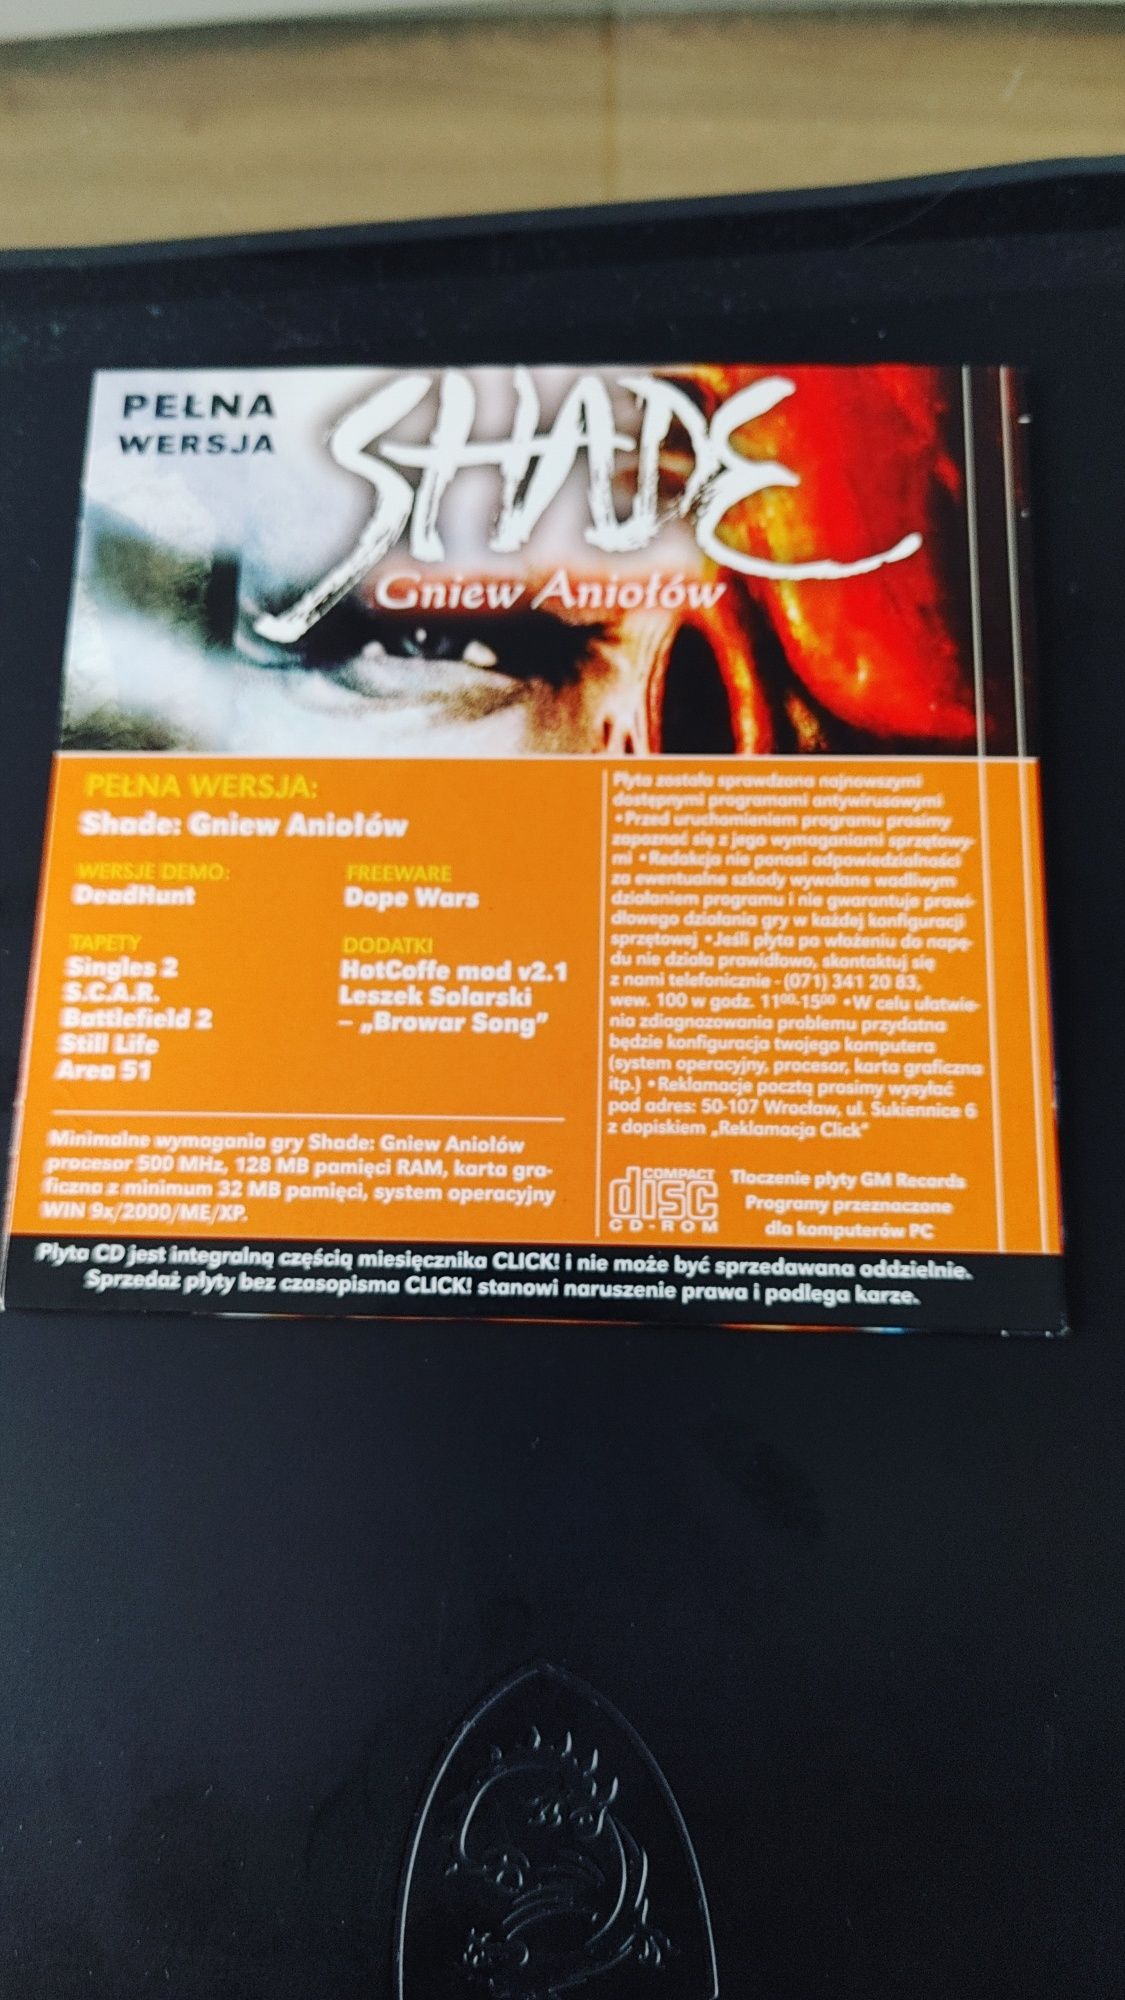 PEŁNA
WERSJA
SHADE
Gniew Aniołów
PEŁNA WERSJA:
Shade: Gniew Aniołów
WERSJE DEMO:
DeadHunt
FREEWARE
Dope Wars
TAPETY
Singles 2
S.C.A.R.
Battlefield 2
Still Life
Area 51
DODATKI
HotCoffe mod v2.1
Leszek Solarski
– „Browar Song”
Minimalne wymagania gry Shade: Gniew Aniołów
procesor 500 MHz, 128 MB pamięci RAM, karta gra-
ficzna z minimum 32 MB pamięci, system operacyjny
WIN 9x/2000/ME/XP.
Płyta została sprawdzona najnowszymi
dostępnymi programami antywirusowymi
•Przed uruchomieniem programu prosimy
zapoznać się z jego wymaganiami sprzętowy-
mi •Redakcja nie ponosi odpowiedzialności
za ewentualne szkody wywołane wadliwym
działaniem programu i nie gwarantuje prawi-
dłowego działania gry w każdej konfiguracji
sprzętowej •Jeśli płyta po włożeniu do napę-
du nie działa prawidłowo, skontaktuj się
z nami telefonicznie - (071) 341 20 83,
wew. 100 w godz. 11⁰⁰-15⁰⁰ •W celu ułatwie-
nia zdiagnozowania problemu przydatna
będzie konfiguracja twojego komputera
(system operacyjny, procesor, karta graficzna
itp.) •Reklamacje pocztą prosimy wysyłać
pod adres: 50-107 Wrocław, ul. Sukiennice 6
z dopiskiem „Reklamacja Click”
COMPACT
disc
CD-ROM
Tłoczenie płyty GM Records
Programy przeznaczone
dla komputerów PC
Płyta CD jest integralną częścią miesięcznika CLICK! i nie może być sprzedawana oddzielnie.
Sprzedaż płyty bez czasopisma CLICK! stanowi naruszenie prawa i podlega karze.